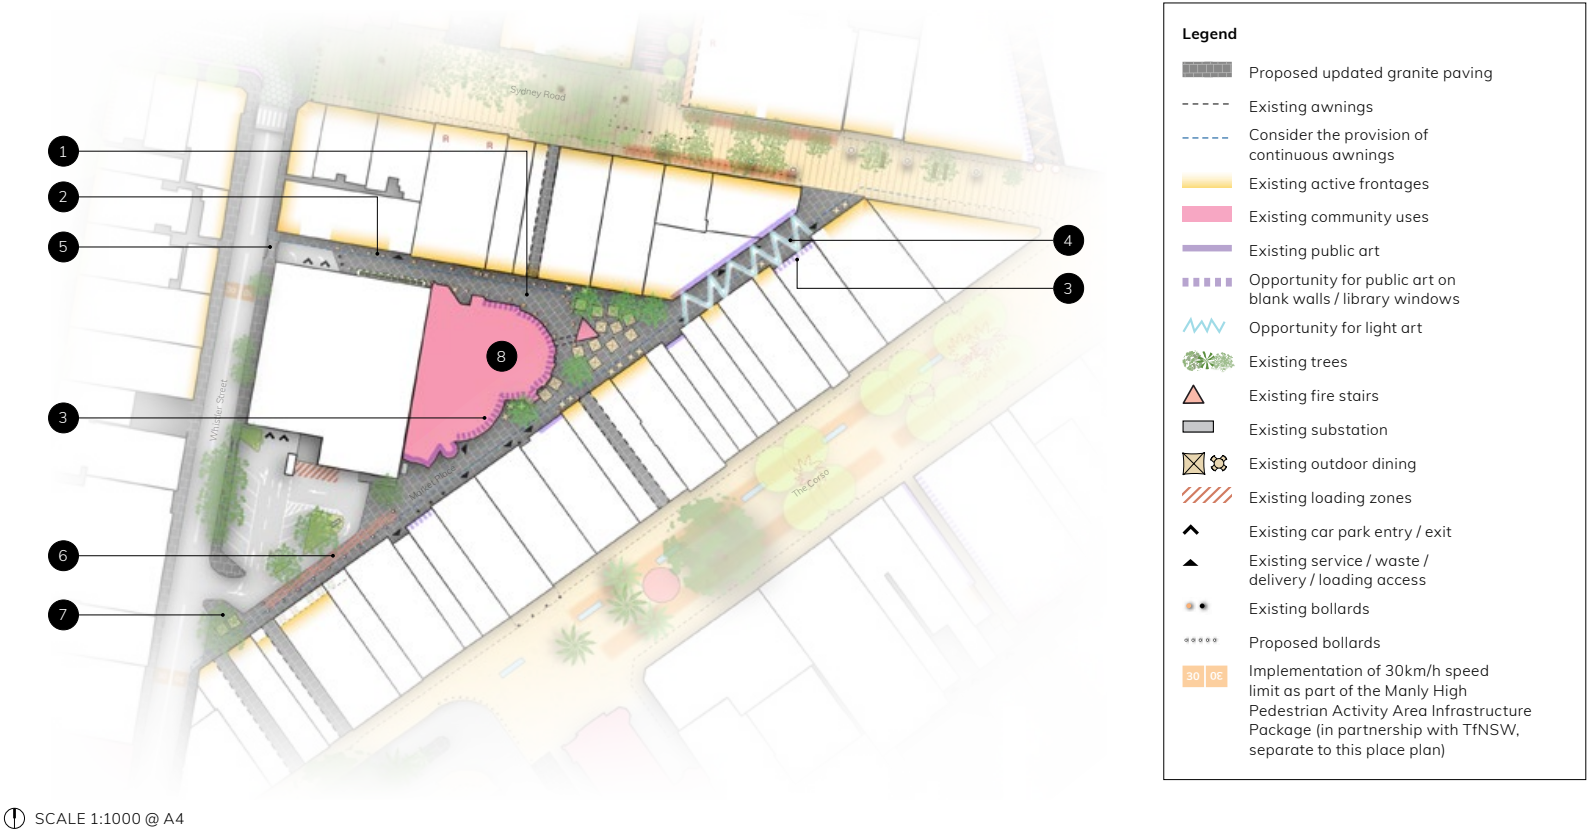 Sydney Road
1
2
5
4
3
8
3
Whistler Street
Market Place
The Corso
6
7
SCALE 1:1000 @ A4
Legend
Proposed updated granite paving
Existing awnings
Consider the provision of
continuous awnings
Existing active frontages
Existing community uses
Existing public art
Opportunity for public art on
blank walls / library windows
Opportunity for light art
Existing trees
Existing fire stairs
Existing substation
Existing outdoor dining
Existing loading zones
Existing car park entry / exit
Existing service / waste /
delivery / loading access
Existing bollards
Proposed bollards
30 30
Implementation of 30km/h speed
limit as part of the Manly High
Pedestrian Activity Area Infrastructure
Package (in partnership with TfNSW,
separate to this place plan)